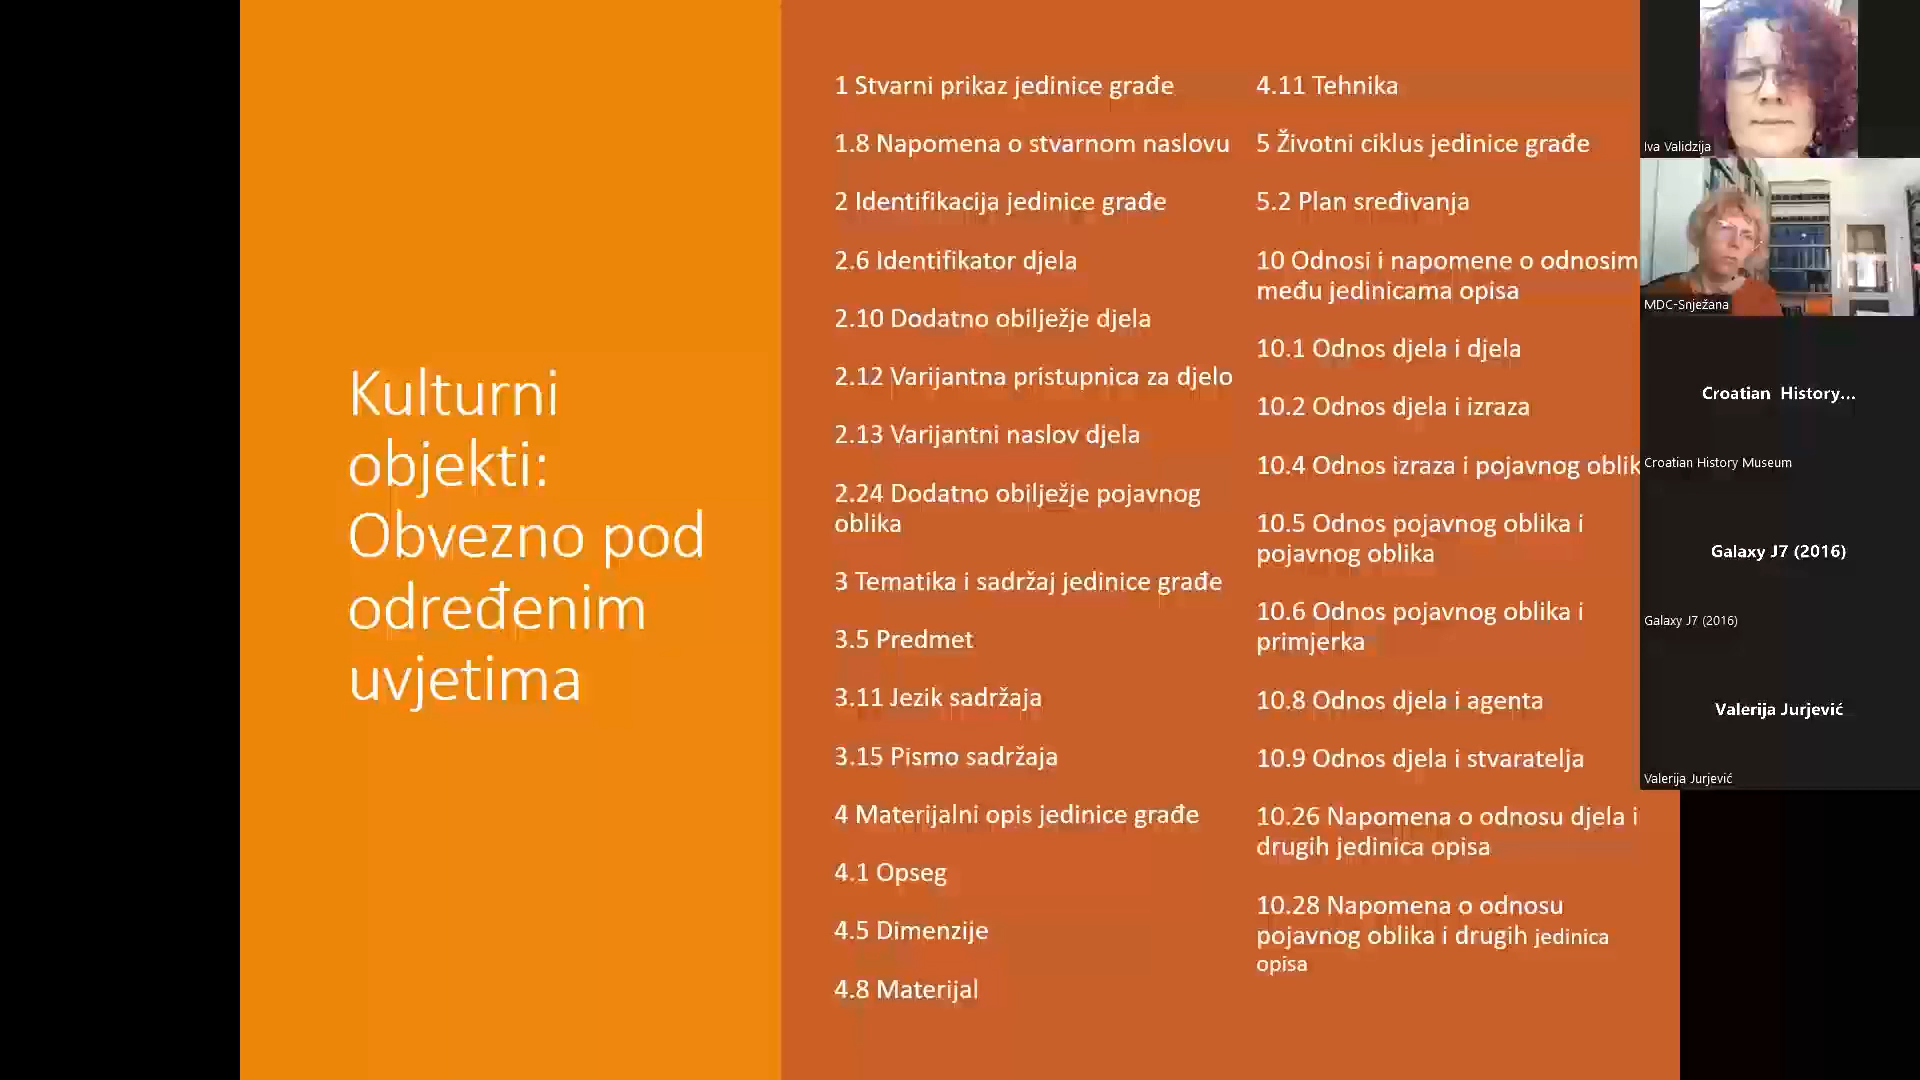 Kulturni
objekti:
Obvezno pod
određenim
uvjetima
1 Stvarni prikaz jedinice građe
1.8 Napomena o stvarnom naslovu
2 Identifikacija jedinice građe
2.6 Identifikator djela
2.10 Dodatno obilježje djela
2.12 Varijantna pristupnica za djelo
2.13 Varijantni naslov djela
2.24 Dodatno obilježje pojavnog
oblika
3 Tematika i sadržaj jedinice građe
3.5 Predmet
3.11 Jezik sadržaja
3.15 Pismo sadržaja
4 Materijalni opis jedinice građe
4.1 Opseg
4.5 Dimenzije
4.8 Materijal
4.11 Tehnika
5 Životni ciklus jedinice građe
5.2 Plan sređivanja
10 Odnosi i napomene o odnosim
među jedinicama opisa
10.1 Odnos djela i djela
10.2 Odnos djela i izraza
10.4 Odnos izraza i pojavnog oblik
10.5 Odnos pojavnog oblika i
pojavnog oblika
10.6 Odnos pojavnog oblika i
primjerka
10.8 Odnos djela i agenta
10.9 Odnos djela i stvaratelja
10.26 Napomena o odnosu djela i
drugih jedinica opisa
10.28 Napomena o odnosu
pojavnog oblika i drugih jedinica
opisa
Iva Validzija
MDC-Snježana
Croatian History...
Croatian History Museum
Galaxy J7 (2016)
Galaxy J7 (2016)
Valerija Jurjević
Valerija Jurjević